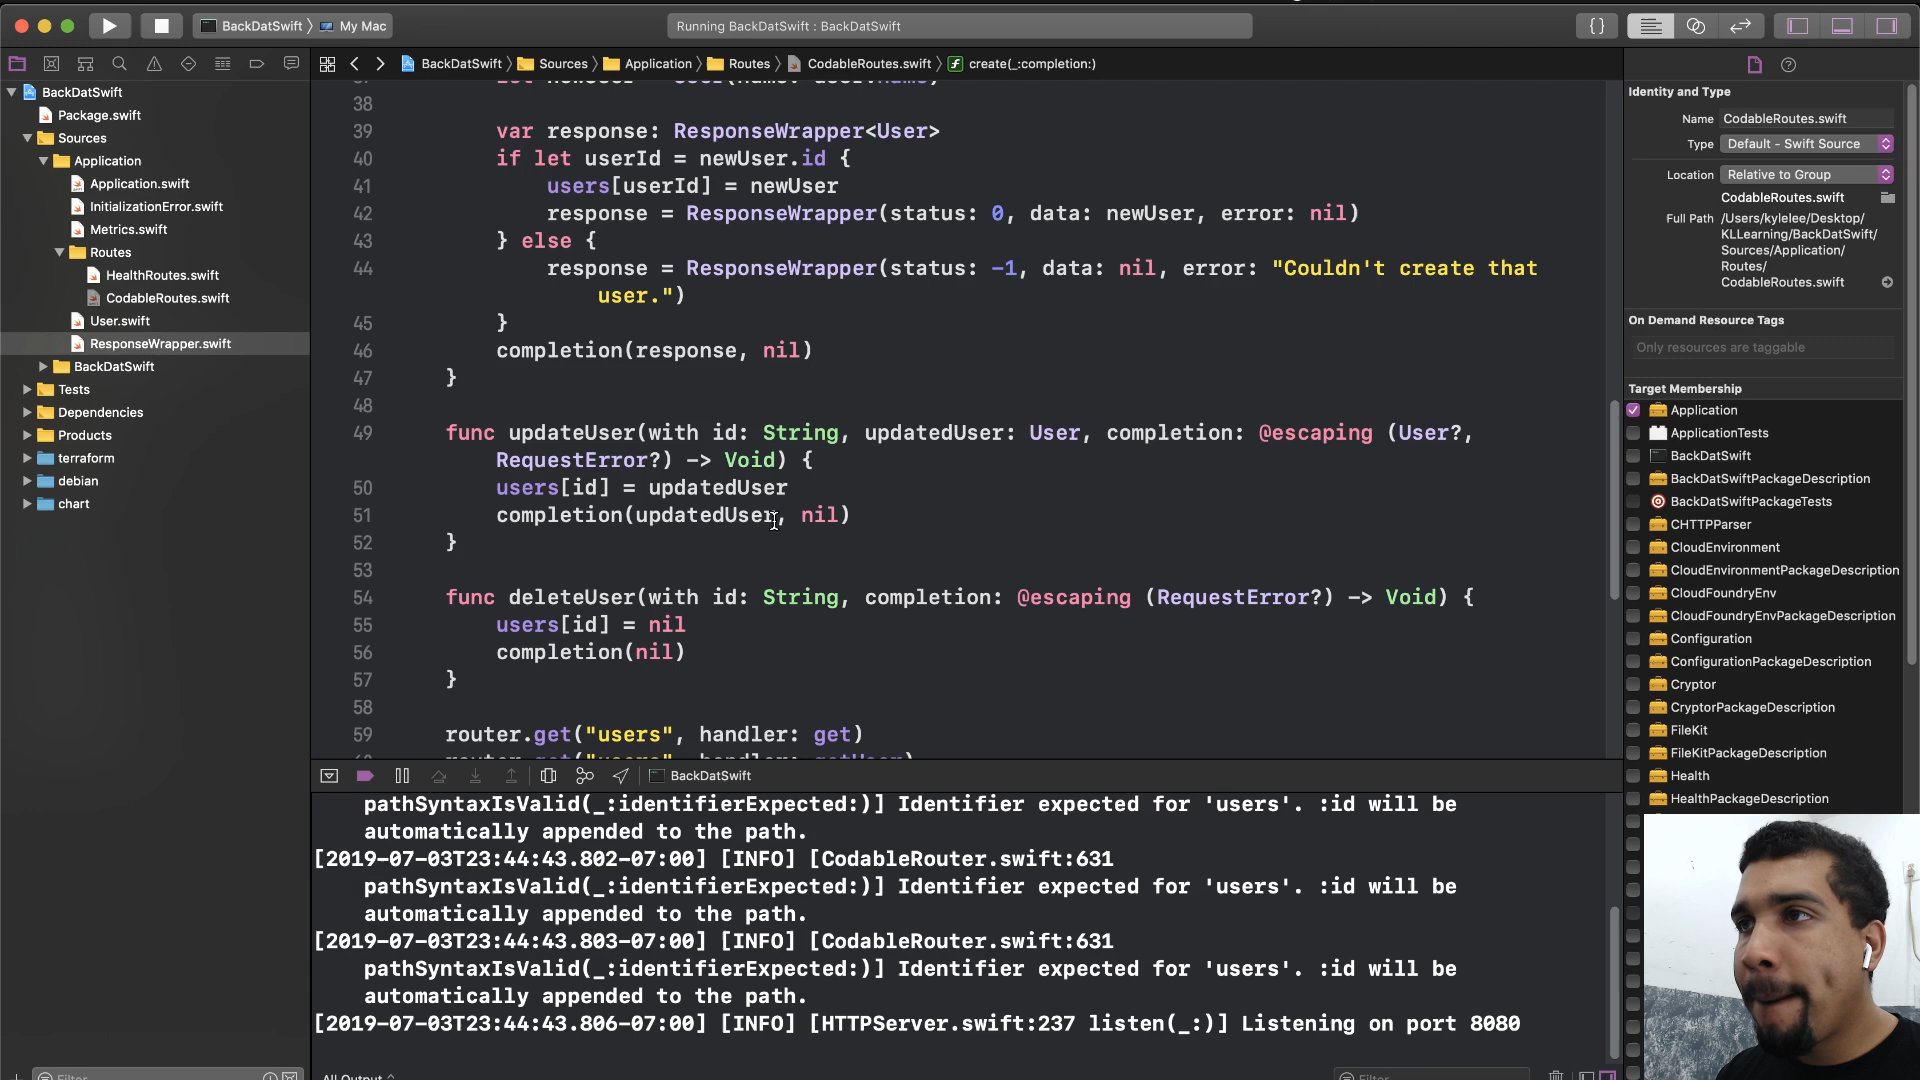 BackDatSwift
My Mac
Running BackDatSwift : BackDatSwift
BackDatSwift
Sources
Application
Routes
CodableRoutes.swift
create(_:completion:)
BackDatSwift
Package.swift
Sources
Application
Application.swift
InitializationError.swift
Metrics.swift
Routes
HealthRoutes.swift
CodableRoutes.swift
User.swift
ResponseWrapper.swift
BackDatSwift
Tests
Dependencies
Products
terraform
debian
chart
38
39 var response: ResponseWrapper<User>
40 if let userId = newUser.id {
41 users[userId] = newUser
42 response = ResponseWrapper(status: 0, data: newUser, error: nil)
43 } else {
44 response = ResponseWrapper(status: -1, data: nil, error: "Couldn't create that
user.")
45 }
46 completion(response, nil)
47 }
48
49 func updateUser(with id: String, updatedUser: User, completion: @escaping (User?,
RequestError?) -> Void) {
50 users[id] = updatedUser
51 completion(updatedUser, nil)
52 }
53
54 func deleteUser(with id: String, completion: @escaping (RequestError?) -> Void) {
55 users[id] = nil
56 completion(nil)
57 }
58
59 router.get("users", handler: get)
BackDatSwift
pathSyntaxIsValid(_:identifierExpected:)] Identifier expected for 'users'. :id will be
automatically appended to the path.
[2019-07-03T23:44:43.802-07:00] [INFO] [CodableRouter.swift:631
pathSyntaxIsValid(_:identifierExpected:)] Identifier expected for 'users'. :id will be
automatically appended to the path.
[2019-07-03T23:44:43.803-07:00] [INFO] [CodableRouter.swift:631
pathSyntaxIsValid(_:identifierExpected:)] Identifier expected for 'users'. :id will be
automatically appended to the path.
[2019-07-03T23:44:43.806-07:00] [INFO] [HTTPServer.swift:237 listen(_:)] Listening on port 8080
Filter
All Output
Filter
Identity and Type
Name CodableRoutes.swift
Type Default - Swift Source
Location Relative to Group
CodableRoutes.swift
Full Path /Users/kylelee/Desktop/
KLLearning/BackDatSwift/
Sources/Application/
Routes/
CodableRoutes.swift
On Demand Resource Tags
Only resources are taggable
Target Membership
Application
ApplicationTests
BackDatSwift
BackDatSwiftPackageDescription
BackDatSwiftPackageTests
CHTTPParser
CloudEnvironment
CloudEnvironmentPackageDescription
CloudFoundryEnv
CloudFoundryEnvPackageDescription
Configuration
ConfigurationPackageDescription
Cryptor
CryptorPackageDescription
FileKit
FileKitPackageDescription
Health
HealthPackageDescription